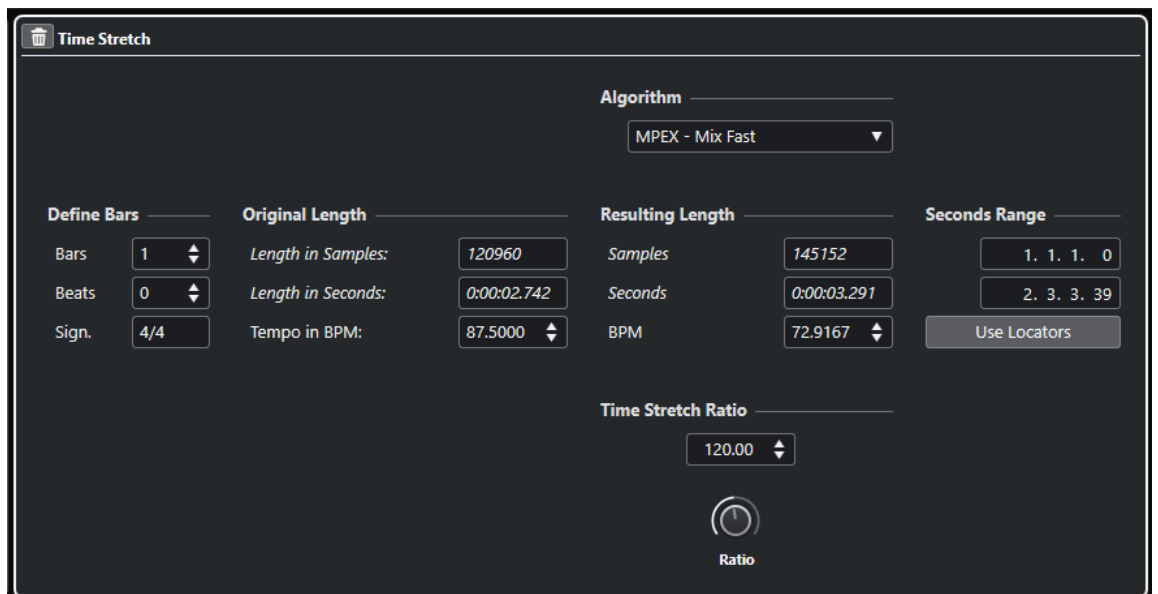 Time Stretch
Algorithm
MPEX - Mix Fast
Define Bars
Bars 1
Beats 0
Sign. 4/4
Original Length
Length in Samples: 120960
Length in Seconds: 0:00:02.742
Tempo in BPM: 87.5000
Resulting Length
Samples 145152
Seconds 0:00:03.291
BPM 72.9167
Seconds Range
1. 1. 1. 0
2. 3. 3. 39
Use Locators
Time Stretch Ratio
120.00
Ratio